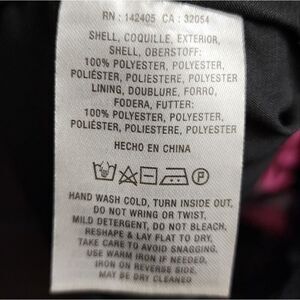 RN : 142405 CA : 32054
SHELL, COQUILLE, EXTERIOR,
SHELL, OBERSTOFF:
100% POLYESTER, POLYESTER,
POLIÉSTER, POLIESTERE, POLYESTER
LINING, DOUBLURE, FORRO,
FODERA, FUTTER:
100% POLYESTER, POLYESTER,
POLIÉSTER, POLIESTERE, POLYESTER
HECHO EN CHINA
HAND WASH COLD, TURN INSIDE OUT,
DO NOT WRING OR TWIST,
MILD DETERGENT, DO NOT BLEACH,
RESHAPE & LAY FLAT TO DRY,
TAKE CARE TO AVOID SNAGGING,
USE WARM IRON IF NEEDED,
IRON ON REVERSE SIDE,
MAY BE DRY CLEANED